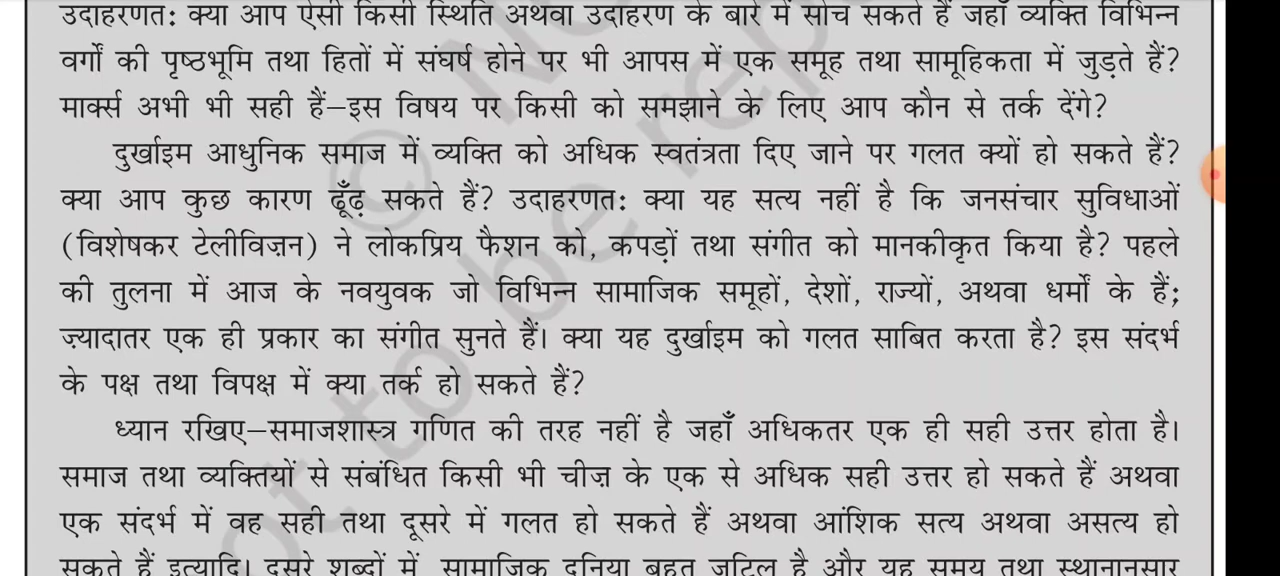 उदाहरणत: क्या आप ऐसी किसी स्थिति अथवा उदाहरण के बारे में सोच सकते हैं जहाँ व्यक्ति विभिन्न
वर्गों की पृष्ठभूमि तथा हितों में संघर्ष होने पर भी आपस में एक समूह तथा सामूहिकता में जुड़ते हैं?
मार्क्स अभी भी सही हैं–इस विषय पर किसी को समझाने के लिए आप कौन से तर्क देंगे?
दुर्खाइम आधुनिक समाज में व्यक्ति को अधिक स्वतंत्रता दिए जाने पर गलत क्यों हो सकते हैं?
क्या आप कुछ कारण ढूँढ़ सकते हैं? उदाहरणत: क्या यह सत्य नहीं है कि जनसंचार सुविधाओं
(विशेषकर टेलीविज़न) ने लोकप्रिय फैशन को, कपड़ों तथा संगीत को मानकीकृत किया है? पहले
की तुलना में आज के नवयुवक जो विभिन्न सामाजिक समूहों, देशों, राज्यों, अथवा धर्मों के हैं;
ज़्यादातर एक ही प्रकार का संगीत सुनते हैं। क्या यह दुर्खाइम को गलत साबित करता है? इस संदर्भ
के पक्ष तथा विपक्ष में क्या तर्क हो सकते हैं?
ध्यान रखिए–समाजशास्त्र गणित की तरह नहीं है जहाँ अधिकतर एक ही सही उत्तर होता है।
समाज तथा व्यक्तियों से संबंधित किसी भी चीज़ के एक से अधिक सही उत्तर हो सकते हैं अथवा
एक संदर्भ में वह सही तथा दूसरे में गलत हो सकते हैं अथवा आंशिक सत्य अथवा असत्य हो
सकते हैं इत्यादि। दूसरे शब्दों में, सामाजिक दुनिया बहुत जटिल है और यह समय तथा स्थानानुसार